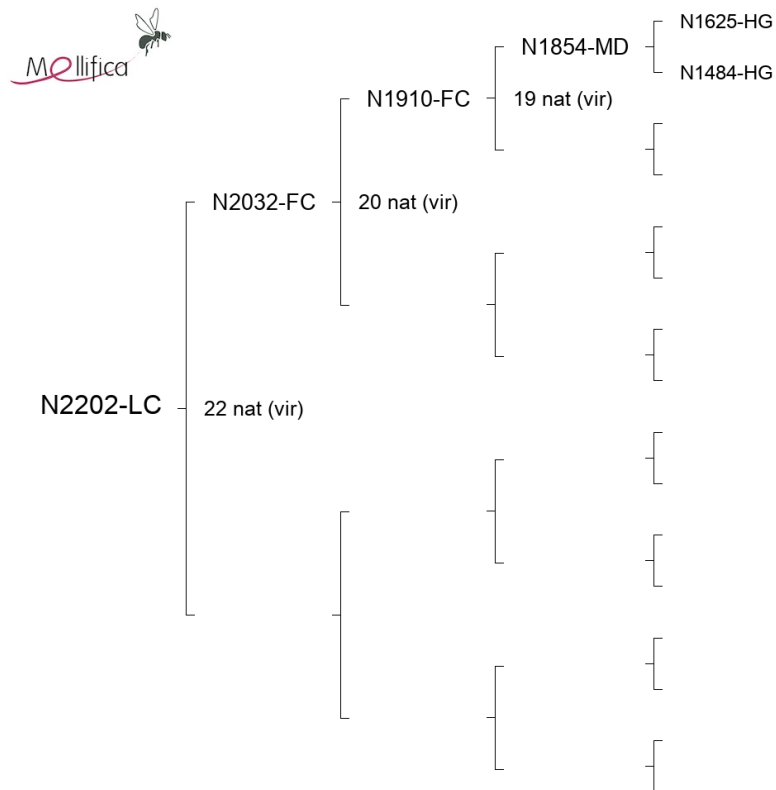 Mellifica
N1625-HG
N1854-MD
N1484-HG
N1910-FC
19 nat (vir)
N2032-FC
20 nat (vir)
N2202-LC
22 nat (vir)